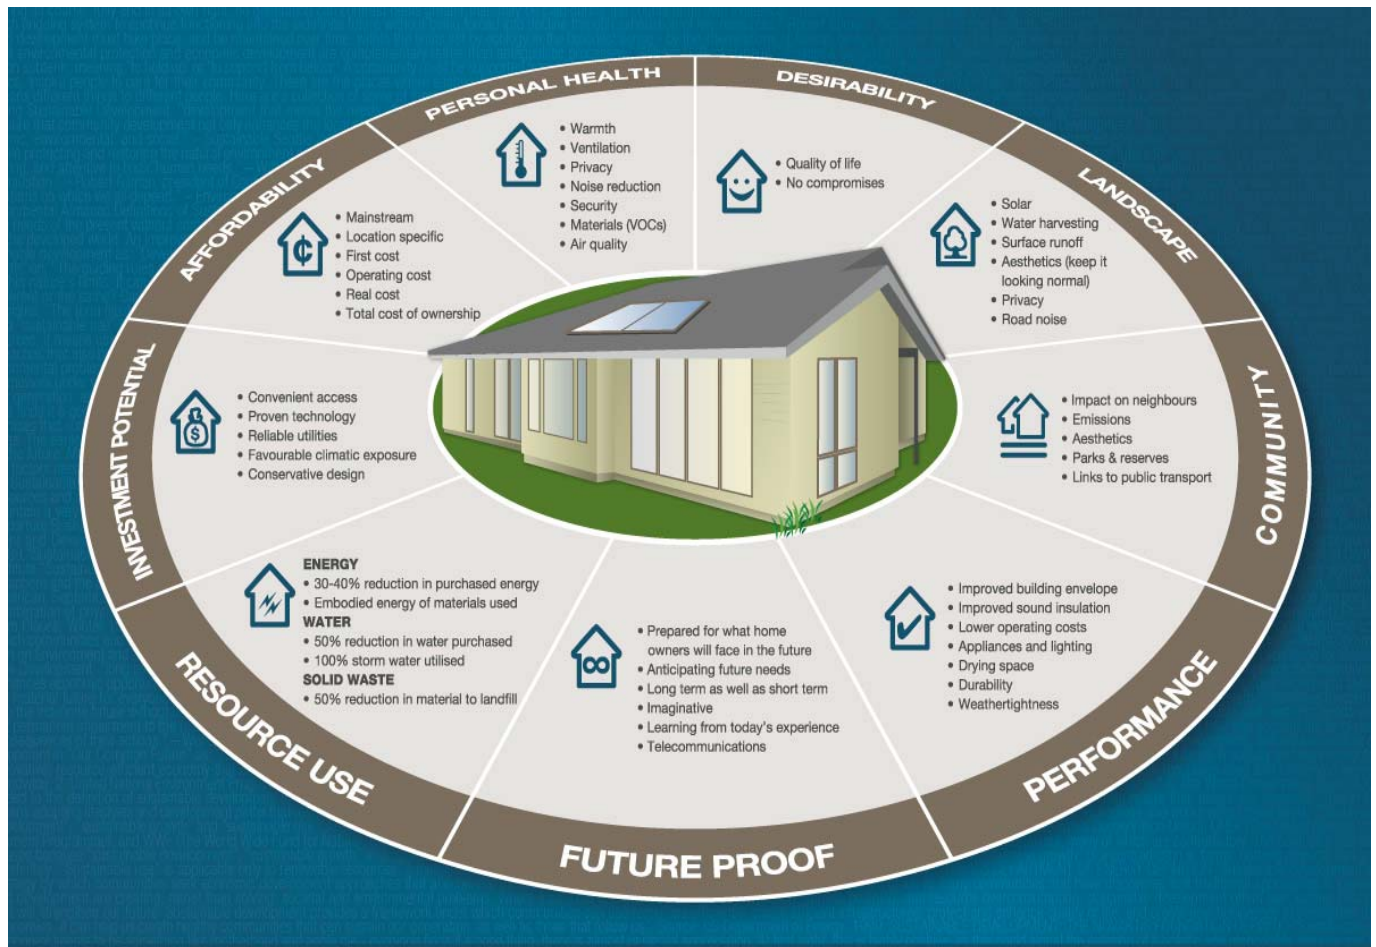 PERSONAL HEALTH
• Warmth
• Ventilation
• Privacy
• Noise reduction
• Security
• Materials (VOCs)
• Air quality
DESIRABILITY
• Quality of life
• No compromises
LANDSCAPE
• Solar
• Water harvesting
• Surface runoff
• Aesthetics (keep it
looking normal)
• Privacy
• Road noise
COMMUNITY
• Impact on neighbours
• Emissions
• Aesthetics
• Parks & reserves
• Links to public transport
PERFORMANCE
• Improved building envelope
• Improved sound insulation
• Lower operating costs
• Appliances and lighting
• Drying space
• Durability
• Weathertightness
FUTURE PROOF
• Prepared for what home
owners will face in the future
• Anticipating future needs
• Long term as well as short term
• Imaginative
• Learning from today's experience
• Telecommunications
RESOURCE USE
ENERGY
• 30-40% reduction in purchased energy
• Embodied energy of materials used
WATER
• 50% reduction in water purchased
• 100% storm water utilised
SOLID WASTE
• 50% reduction in material to landfill
INVESTMENT POTENTIAL
$
• Convenient access
• Proven technology
• Reliable utilities
• Favourable climatic exposure
• Conservative design
AFFORDABILITY
¢
• Mainstream
• Location specific
• First cost
• Operating cost
• Real cost
• Total cost of ownership